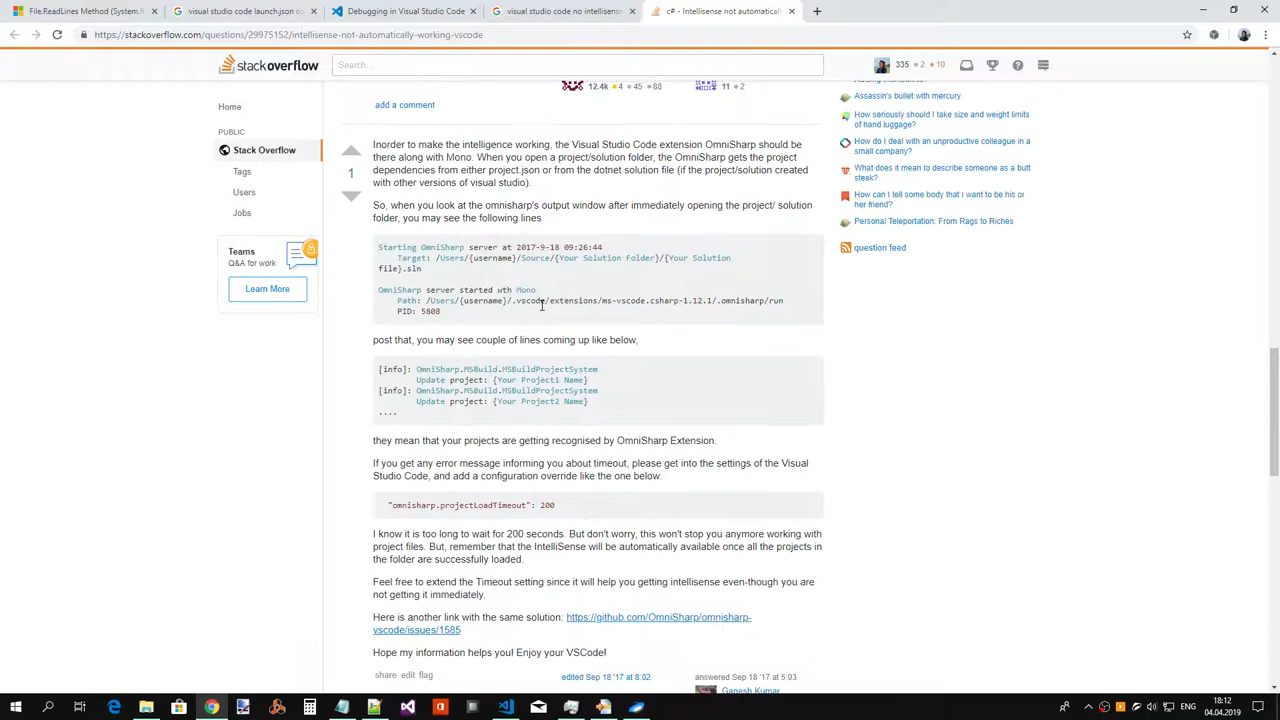 File.ReadLines Method (System.IO
visual studio code launch.json co
Debugging in Visual Studio Code
visual studio code no intellisense
c# - Intellisense not automatically
https://stackoverflow.com/questions/29975152/intellisense-not-automatically-working-vscode
stackoverflow
Search...
335 2 10
12.4k 4 45 88
11 2
add a comment
Home
PUBLIC
Stack Overflow
Tags
Users
Jobs
Teams
Q&A for work
Learn More
1
Inorder to make the intelligence working, the Visual Studio Code extension OmniSharp should be
there along with Mono. When you open a project/solution folder, the OmniSharp gets the project
dependencies from either project json or from the dotnet solution file (if the project/solution created
with other versions of visual studio).
So, when you look at the omnisharp's output window after immediately opening the project/ solution
folder, you may see the following lines
Starting OmniSharp server at 2017-9-18 09:26:44
Target: /Users/{username}/Source/{Your Solution Folder}/{Your Solution
file}.sln
OmniSharp server started wth Mono
Path: /Users/{username}/.vscode/extensions/ms-vscode.csharp-1.12.1/.omnisharp/run
PID: 5808
post that, you may see couple of lines coming up like below,
[info]: OmniSharp.MSBuild.MSBuildProjectSystem
Update project: {Your Project1 Name}
[info]: OmniSharp.MSBuild.MSBuildProjectSystem
Update project: {Your Project2 Name}
....
they mean that your projects are getting recognised by OmniSharp Extension.
If you get any error message informing you about timeout, please get into the settings of the Visual
Studio Code, and add a configuration override like the one below.
"omnisharp.projectLoadTimeout": 200
I know it is too long to wait for 200 seconds. But don't worry, this won't stop you anymore working with
project files. But, remember that the IntelliSense will be automatically available once all the projects in
the folder are successfully loaded.
Feel free to extend the Timeout setting since it will help you getting intellisense even-though you are
not getting it immediately.
Here is another link with the same solution: https://github.com/OmniSharp/omnisharp-
vscode/issues/1585
Hope my information helps you! Enjoy your VSCode!
share edit flag
edited Sep 18 '17 at 8:02
answered Sep 18 '17 at 5:03
Ganesh Kumar
Assassin's bullet with mercury
How seriously should I take size and weight limits
of hand luggage?
How do I deal with an unproductive colleague in a
small company?
What does it mean to describe someone as a butt
steak?
How can I tell some body that i want to be his or
her friend?
Personal Teleportation: From Rags to Riches
question feed
18:12
04.04.2019